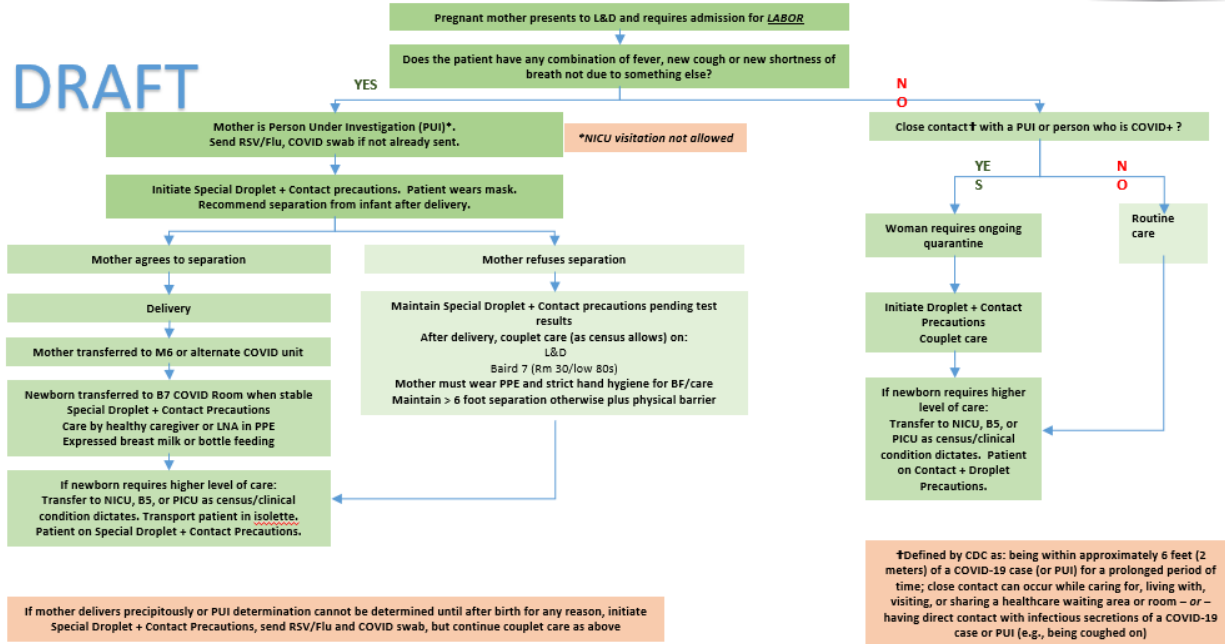 Pregnant mother presents to L&D and requires admission for LABOR
Does the patient have any combination of fever, new cough or new shortness of
breath not due to something else?
DRAFT
YES
N
O
Mother is Person Under Investigation (PUI)*.
Send RSV/Flu, COVID swab if not already sent.
*NICU visitation not allowed
Close contact✝ with a PUI or person who is COVID+ ?
YE
S
N
O
Initiate Special Droplet + Contact precautions. Patient wears mask.
Recommend separation from infant after delivery.
Woman requires ongoing
quarantine
Routine
care
Mother agrees to separation
Mother refuses separation
Delivery
Mother transferred to M6 or alternate COVID unit
Newborn transferred to B7 COVID Room when stable
Special Droplet + Contact Precautions
Care by healthy caregiver or LNA in PPE
Expressed breast milk or bottle feeding
Maintain Special Droplet + Contact precautions pending test
results
After delivery, couplet care (as census allows) on:
L&D
Baird 7 (Rm 30/low 80s)
Mother must wear PPE and strict hand hygiene for BF/care
Maintain > 6 foot separation otherwise plus physical barrier
Initiate Droplet + Contact
Precautions
Couplet care
If newborn requires higher
level of care:
Transfer to NICU, B5, or
PICU as census/clinical
condition dictates. Patient
on Contact + Droplet
Precautions.
If newborn requires higher level of care:
Transfer to NICU, B5, or PICU as census/clinical
condition dictates. Transport patient in isolette.
Patient on Special Droplet + Contact Precautions.
If mother delivers precipitously or PUI determination cannot be determined until after birth for any reason, initiate
Special Droplet + Contact Precautions, send RSV/Flu and COVID swab, but continue couplet care as above
✝Defined by CDC as: being within approximately 6 feet (2
meters) of a COVID-19 case (or PUI) for a prolonged period of
time; close contact can occur while caring for, living with,
visiting, or sharing a healthcare waiting area or room – or –
having direct contact with infectious secretions of a COVID-19
case or PUI (e.g., being coughed on)